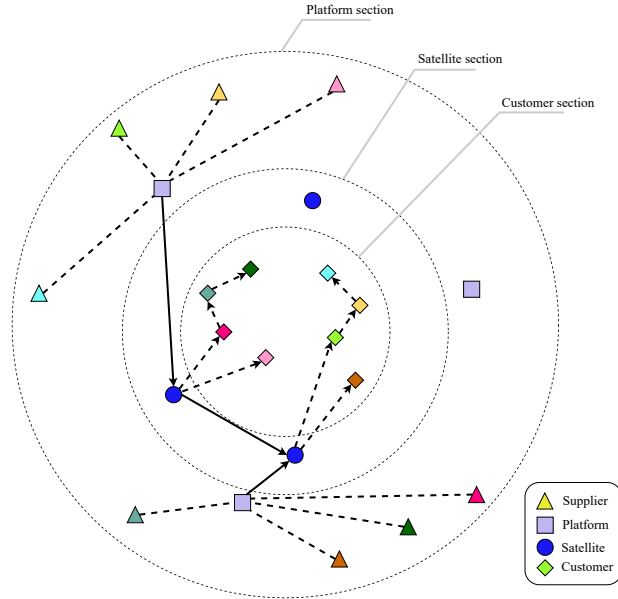 Platform section
Satellite section
Customer section
Supplier
Platform
Satellite
Customer